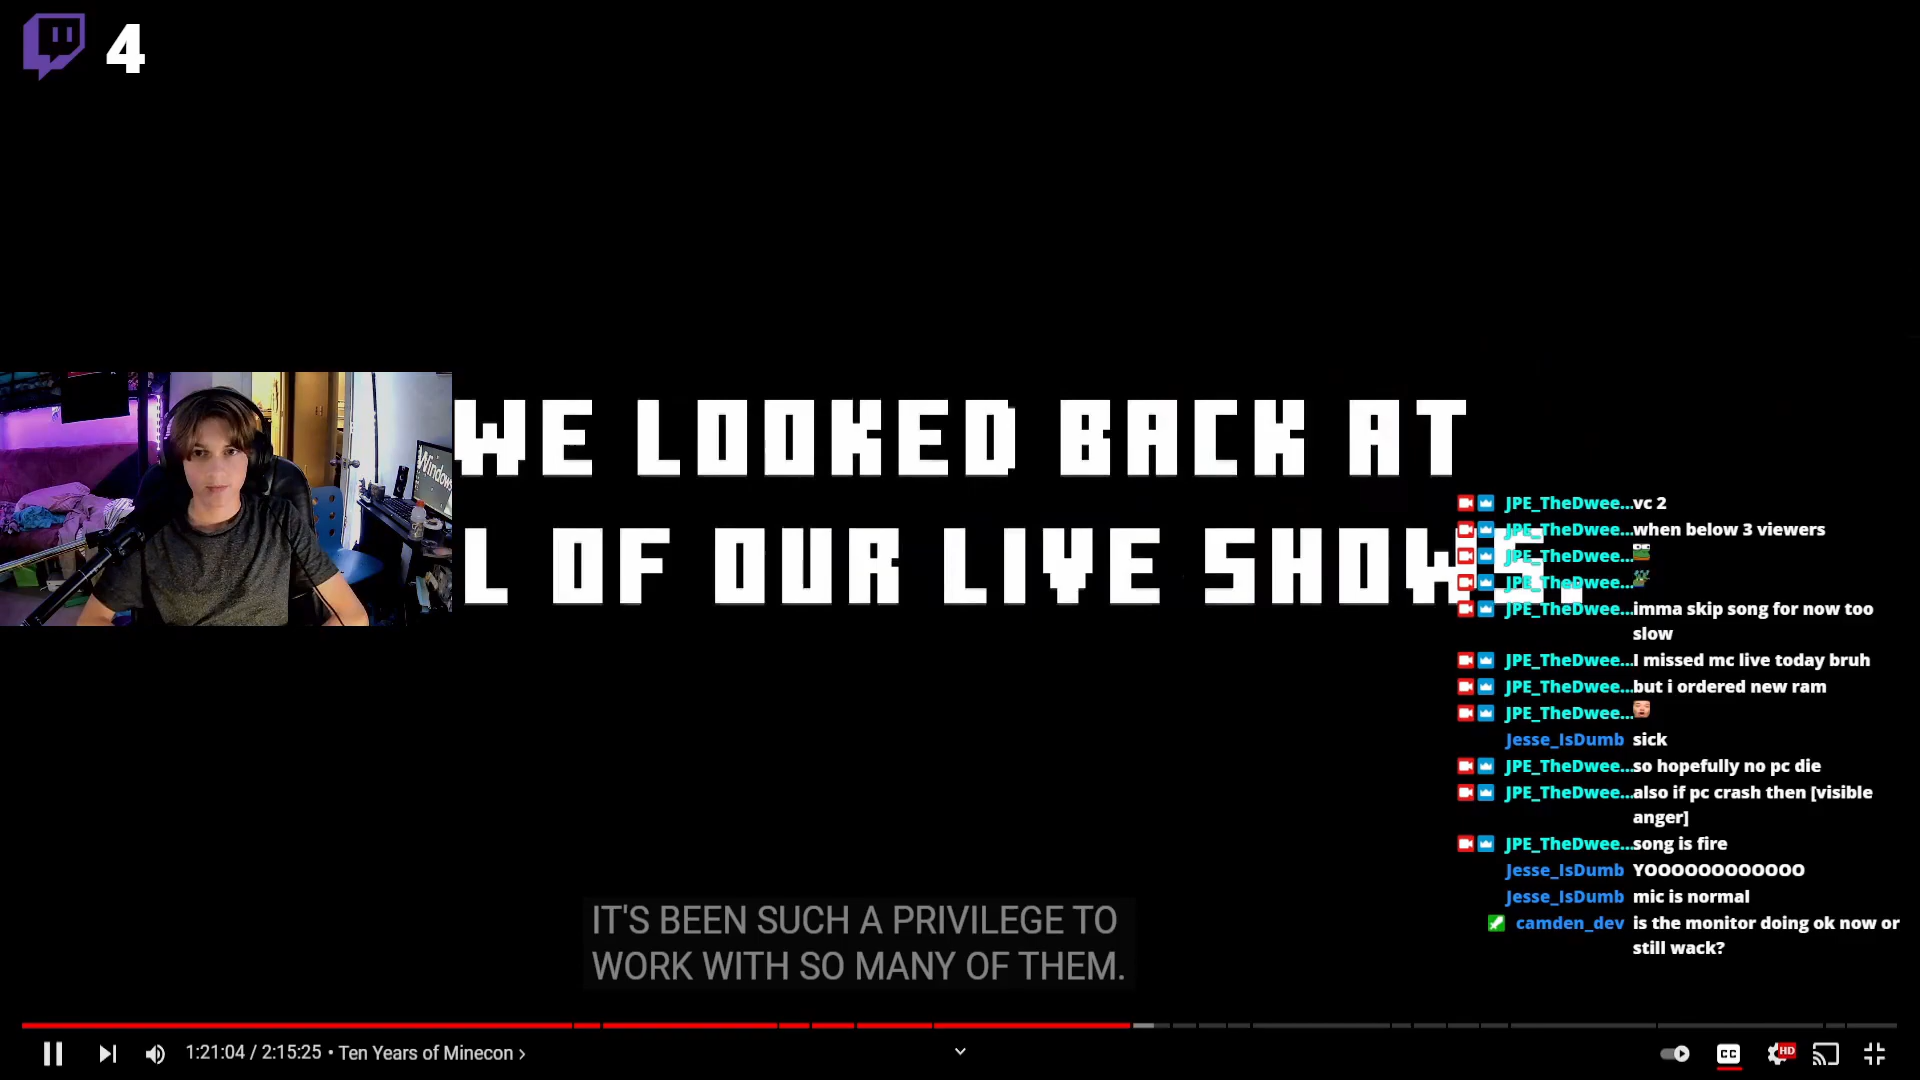 4
WE LOOKED BACK AT
L OF OUR LIVE SHOWS.
Windows
JPE_TheDwee...vc 2
JPE_TheDwee...when below 3 viewers
JPE_TheDwee...
JPE_TheDwee...
JPE_TheDwee...imma skip song for now too
slow
JPE_TheDwee...I missed mc live today bruh
JPE_TheDwee...but i ordered new ram
JPE_TheDwee...
Jesse_IsDumb sick
JPE_TheDwee...so hopefully no pc die
JPE_TheDwee...also if pc crash then [visible
anger]
JPE_TheDwee...song is fire
Jesse_IsDumb YOOOOOOOOOOOO
Jesse_IsDumb mic is normal
camden_dev is the monitor doing ok now or
still wack?
IT'S BEEN SUCH A PRIVILEGE TO
WORK WITH SO MANY OF THEM.
1:21:04 / 2:15:25 • Ten Years of Minecon ›
CC
HD